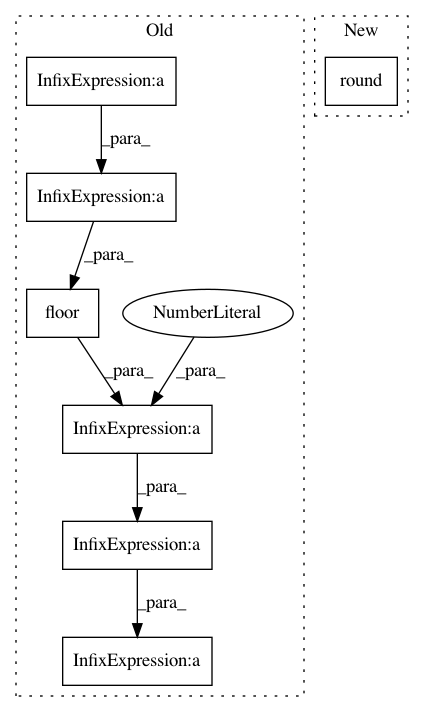 Old
New
InfixExpression:a
round
_para_
InfixExpression:a
_para_
floor
NumberLiteral
_para_
_para_
InfixExpression:a
_para_
InfixExpression:a
_para_
InfixExpression:a